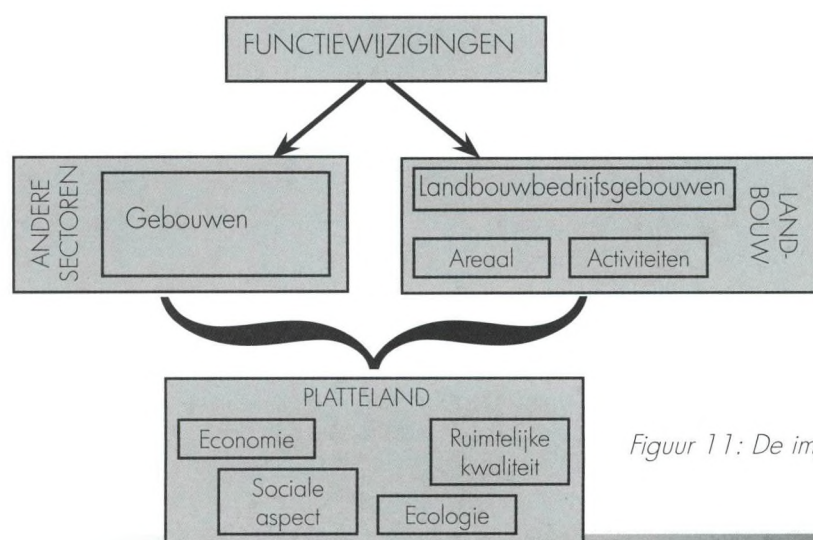 FUNCTIEWIJZIGINGEN
ANDERE
SECTOREN
Gebouwen
Landbouwbedrijfsgebouwen
Areaal
Activiteiten
LAND-
BOUW
PLATTELAND
Economie
Ruimtelijke
kwaliteit
Sociale
aspect
Ecologie
Figuur 11: De im